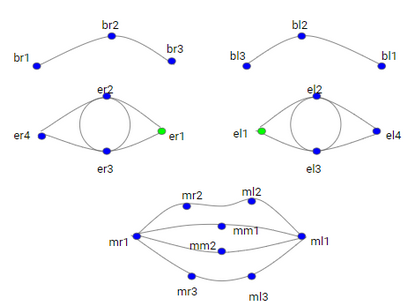 br2 bl2
br1 br3 bl3 bl1
er2 el2
er4 er1 el1 el4
er3 el3
mr2 ml2
mr1 mm1 ml1
mm2
mr3 ml3